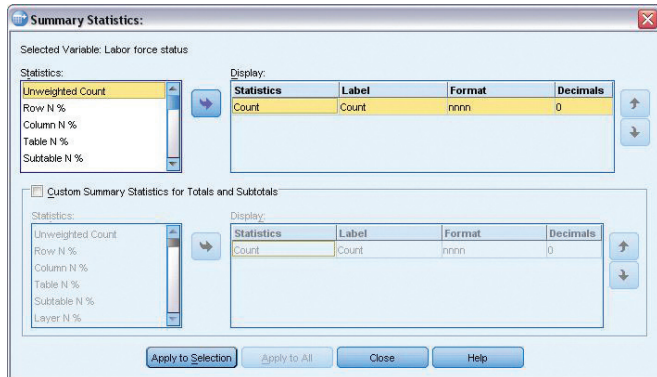 Summary Statistics:
Selected Variable: Labor force status
Statistics:
Unweighted Count
Row N %
Column N %
Table N %
Subtable N %
Display:
Statistics Label Format Decimals
Count Count nnnn 0
Custom Summary Statistics for Totals and Subtotals
Statistics:
Unweighted Count
Row N %
Column N %
Table N %
Subtable N %
Layer N %
Display:
Statistics Label Format Decimals
Count Count nnnn 0
Apply to Selection Apply to All Close Help